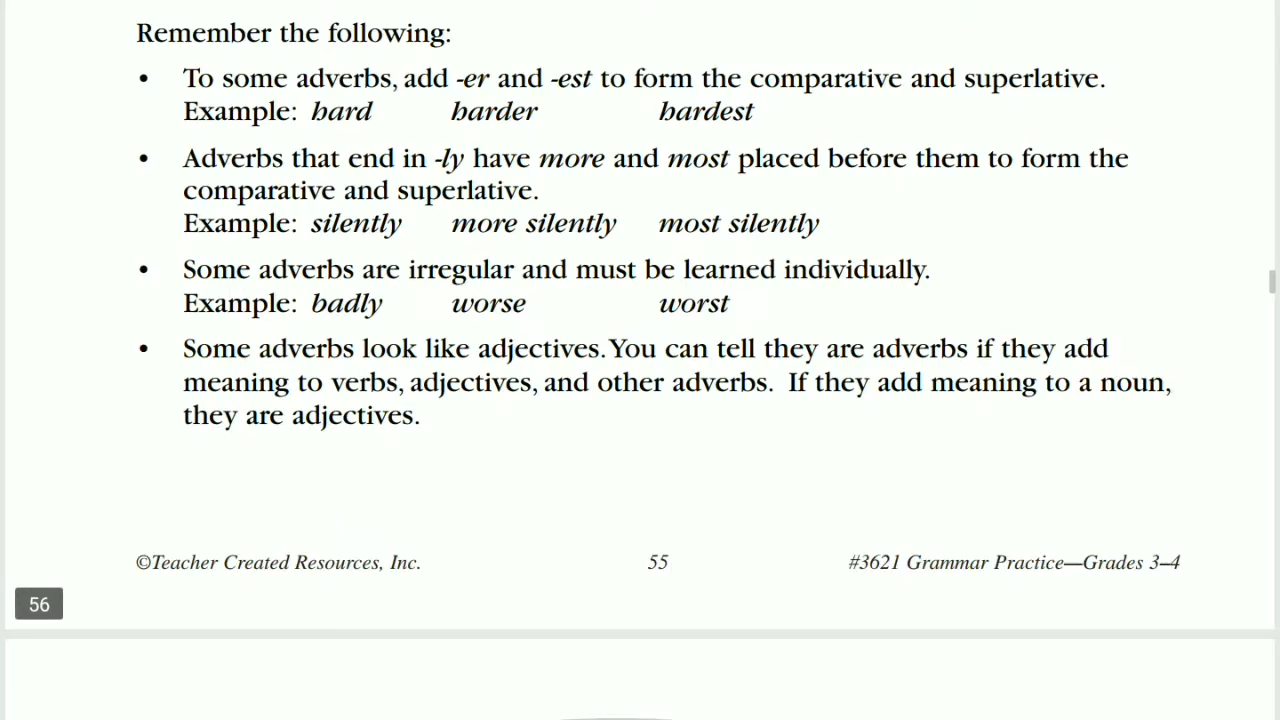 Remember the following:
• To some adverbs, add -er and -est to form the comparative and superlative.
Example: hard harder hardest
• Adverbs that end in -ly have more and most placed before them to form the
comparative and superlative.
Example: silently more silently most silently
• Some adverbs are irregular and must be learned individually.
Example: badly worse worst
• Some adverbs look like adjectives. You can tell they are adverbs if they add
meaning to verbs, adjectives, and other adverbs. If they add meaning to a noun,
they are adjectives.
©Teacher Created Resources, Inc. 55 #3621 Grammar Practice—Grades 3–4
56